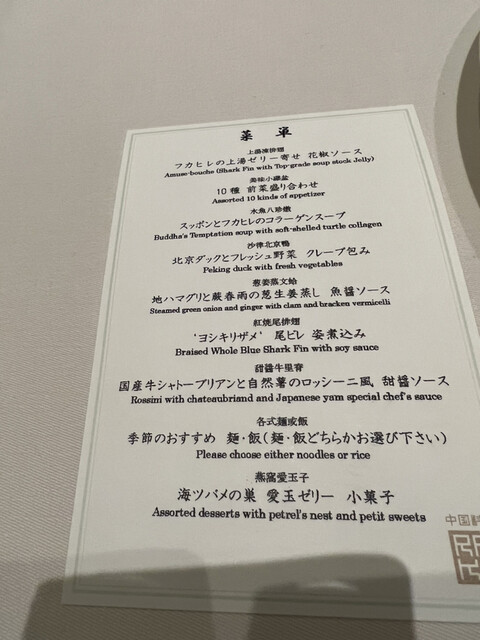 菜 単
上湯凍排翅
フカヒレの上湯ゼリー寄せ 花椒ソース
Amuse-bouche (Shark Fin with Top-grade soup stock Jelly)
美味小碟盆
10種 前菜盛り合わせ
Assorted 10 kinds of appetizer
水魚八珍燉
スッポンとフカヒレのコラーゲンスープ
Buddha's Temptation soup with soft-shelled turtle collagen
沙律北京鴨
北京ダックとフレッシュ野菜 クレープ包み
Peking duck with fresh vegetables
葱姜蒸文蛤
地ハマグリと蕨春雨の葱生姜蒸し 魚醤ソース
Steamed green onion and ginger with clam and bracken vermicelli
紅焼尾排翅
'ヨシキリザメ' 尾ビレ 姿煮込み
Braised Whole Blue Shark Fin with soy sauce
甜醤牛里脊
国産牛シャトーブリアンと自然薯のロッシーニ風 甜醤ソース
Rossini with chateaubriand and Japanese yam special chef's sauce
各式麺或飯
季節のおすすめ 麺・飯(麺・飯どちらかお選び下さい)
Please choose either noodles or rice
燕窩愛玉子
海ツバメの巣 愛玉ゼリー 小菓子
Assorted desserts with petrel's nest and petit sweets
中国